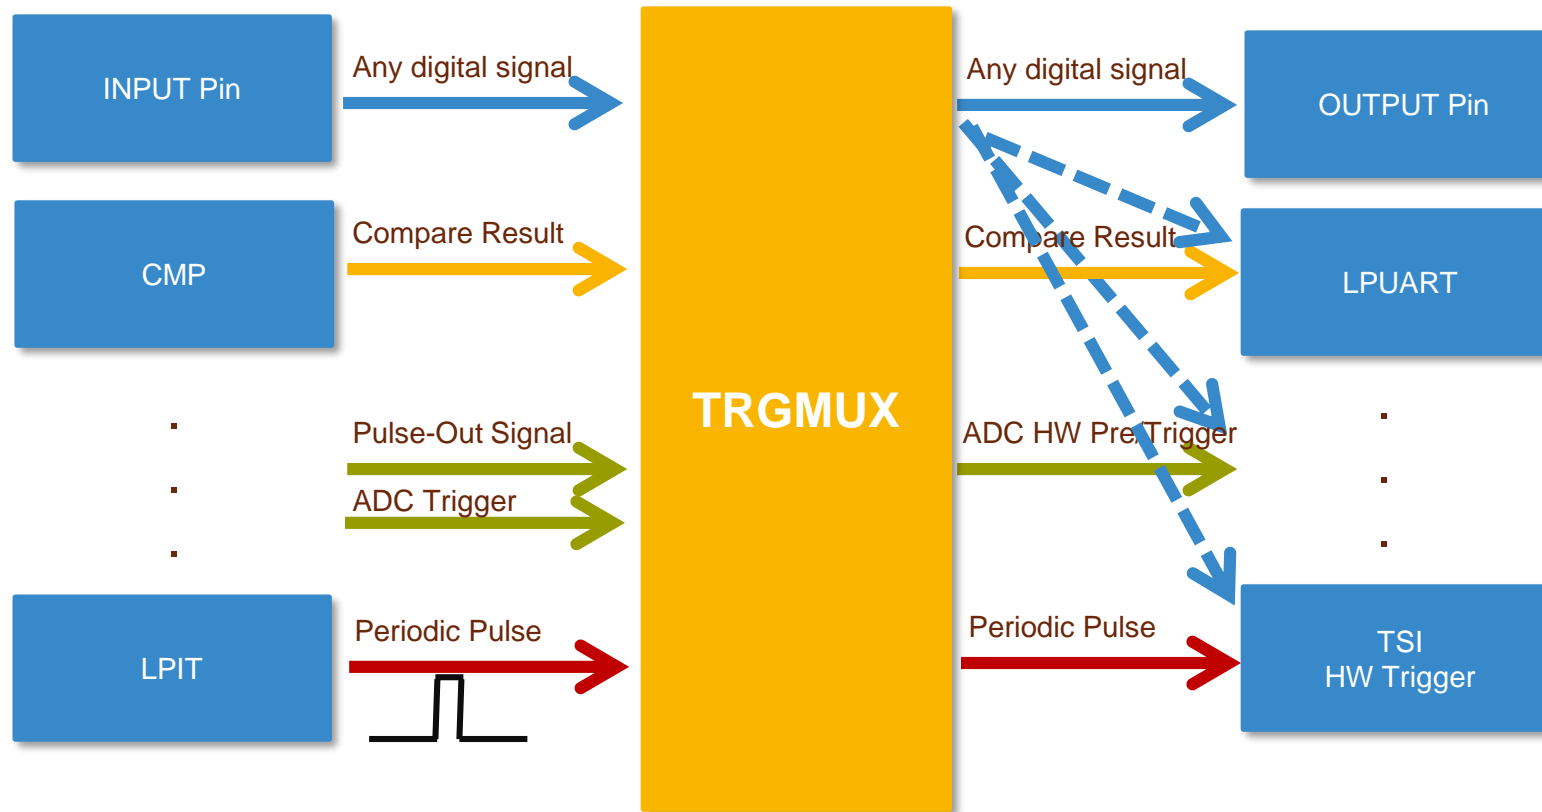 INPUT Pin
Any digital signal
CMP
Compare Result
Pulse-Out Signal
ADC Trigger
LPIT
Periodic Pulse
TRGMUX
Any digital signal
OUTPUT Pin
Compare Result
LPUART
ADC HW Pre/Trigger
Periodic Pulse
TSI
HW Trigger